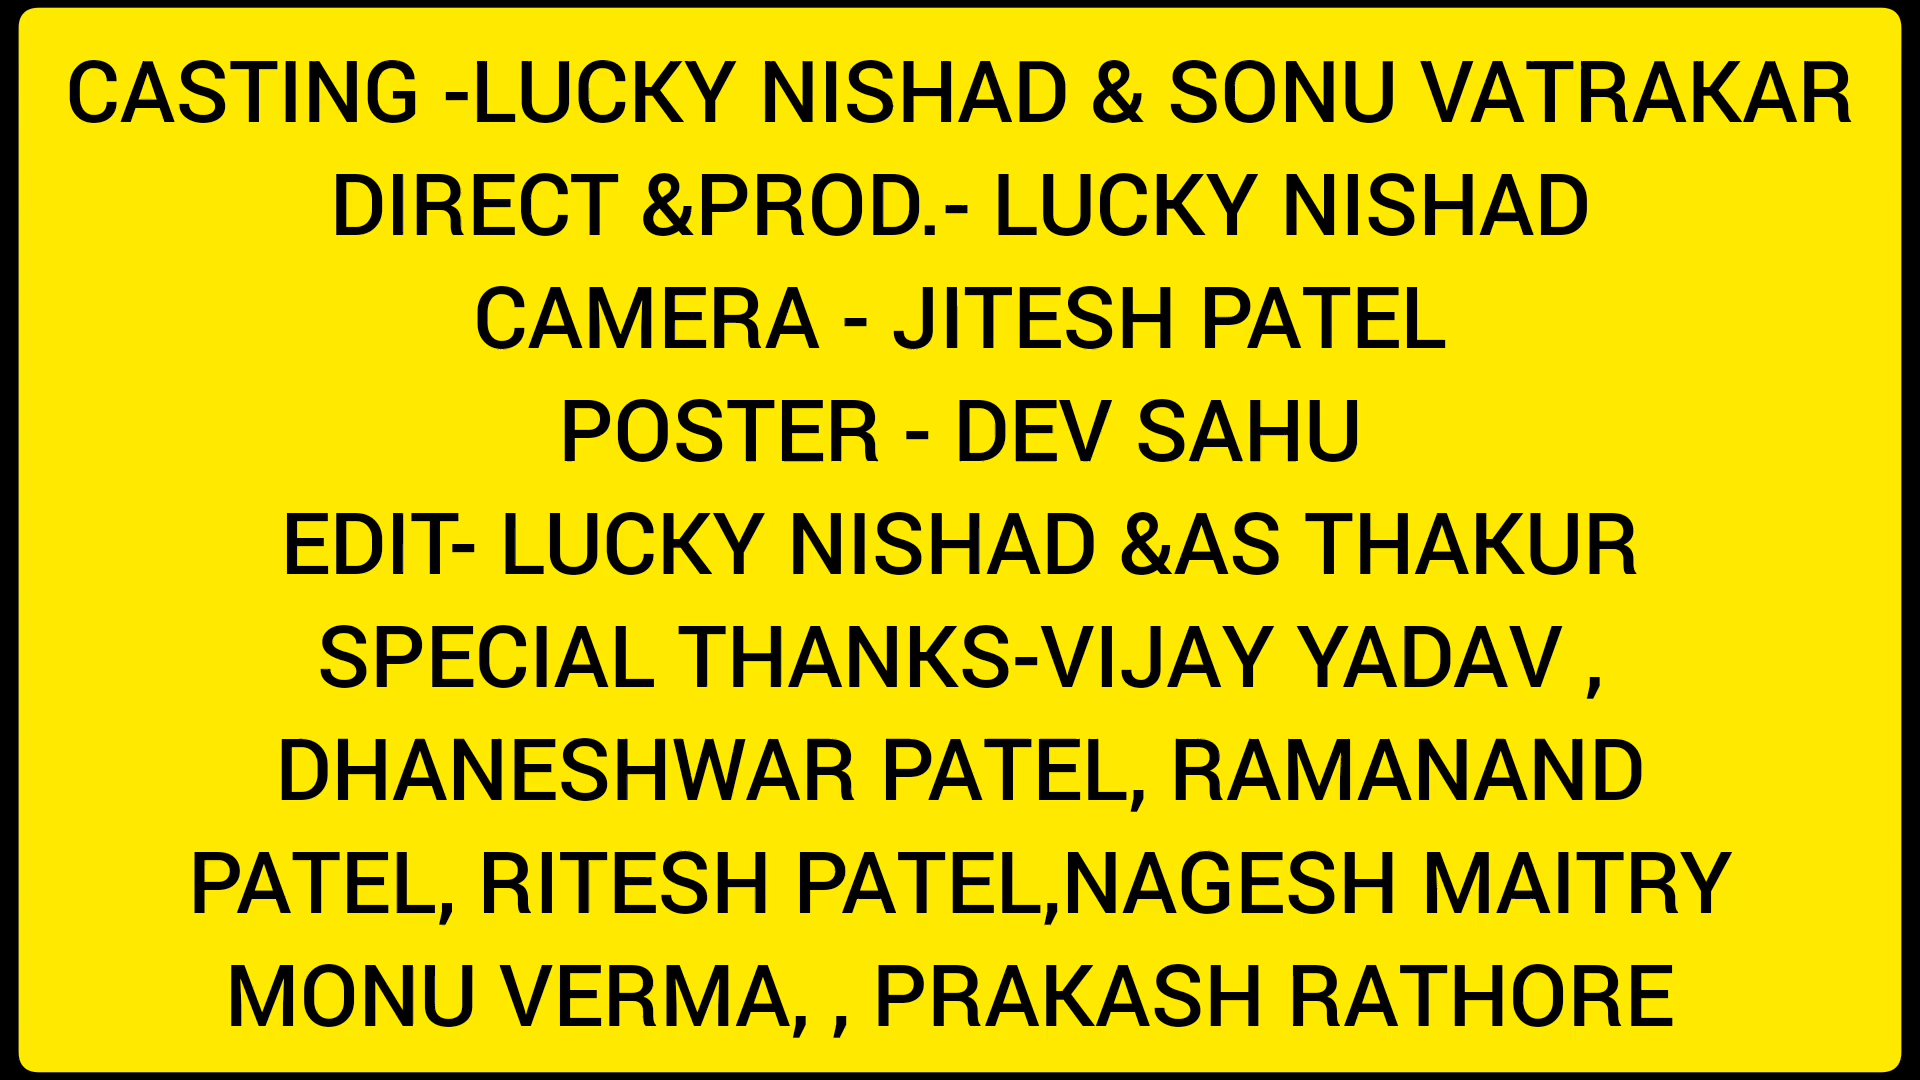 CASTING -LUCKY NISHAD & SONU VATRAKAR
DIRECT &PROD.- LUCKY NISHAD
CAMERA - JITESH PATEL
POSTER - DEV SAHU
EDIT- LUCKY NISHAD &AS THAKUR
SPECIAL THANKS-VIJAY YADAV ,
DHANESHWAR PATEL, RAMANAND
PATEL, RITESH PATEL,NAGESH MAITRY
MONU VERMA, , PRAKASH RATHORE